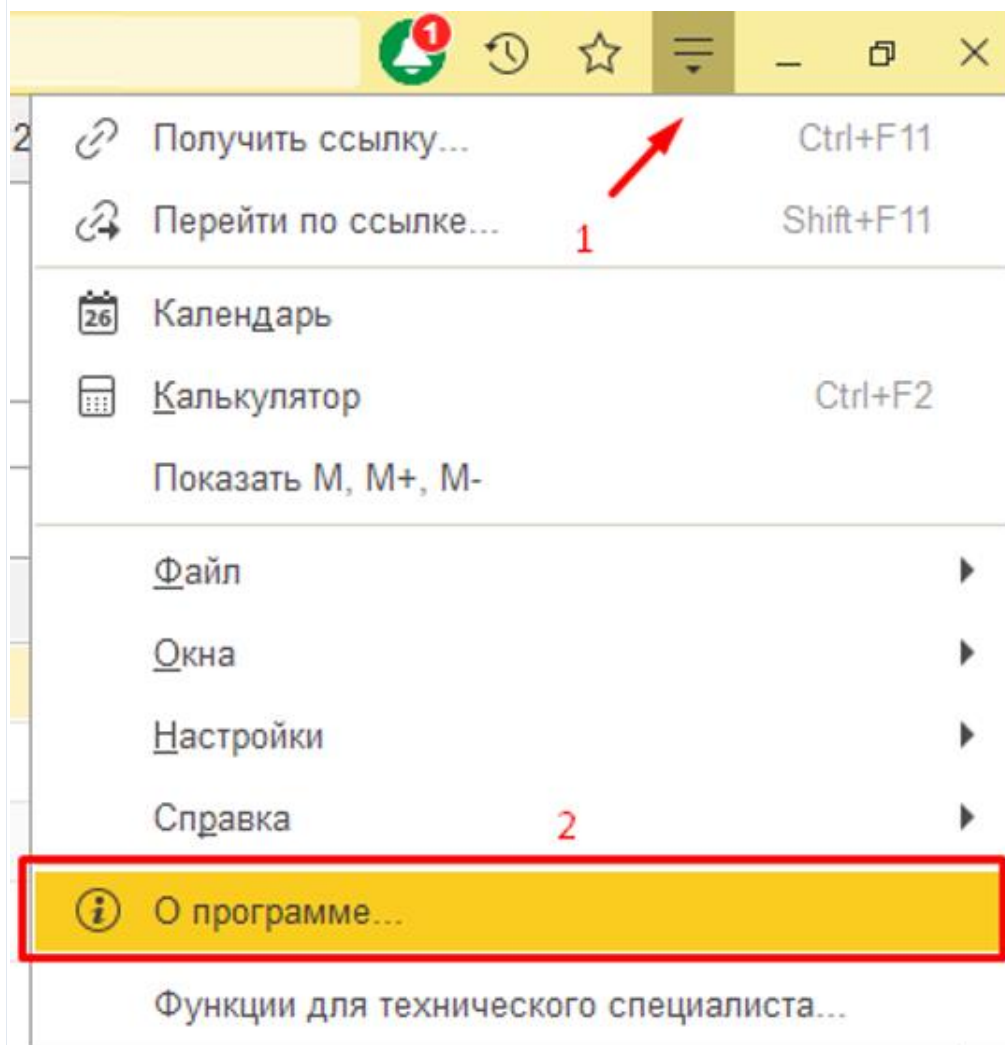 1
2
Получить ссылку... Ctrl+F11
Перейти по ссылке... Shift+F11
1
26 Календарь
Калькулятор Ctrl+F2
Показать M, M+, M-
Файл
Окна
Настройки
Справка
2
i О программе...
Функции для технического специалиста...